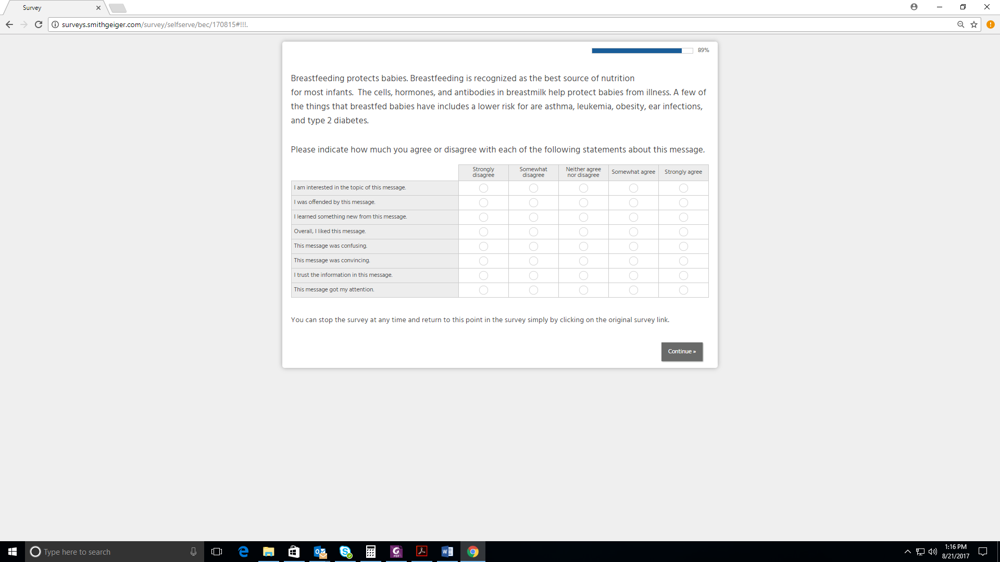 Survey
surveys.smithgeiger.com/survey/selfserve/bec/170815#!!!.
89%
Breastfeeding protects babies. Breastfeeding is recognized as the best source of nutrition
for most infants.  The cells, hormones, and antibodies in breastmilk help protect babies from illness. A few of
the things that breastfed babies have includes a lower risk for are asthma, leukemia, obesity, ear infections,
and type 2 diabetes.
Please indicate how much you agree or disagree with each of the following statements about this message.
Strongly disagree Somewhat disagree Neither agree nor disagree Somewhat agree Strongly agree
I am interested in the topic of this message.
I was offended by this message.
I learned something new from this message.
Overall, I liked this message.
This message was confusing.
This message was convincing.
I trust the information in this message.
This message got my attention.
You can stop the survey at any time and return to this point in the survey simply by clicking on the original survey link.
Continue »
Type here to search
1:16 PM
8/21/2017